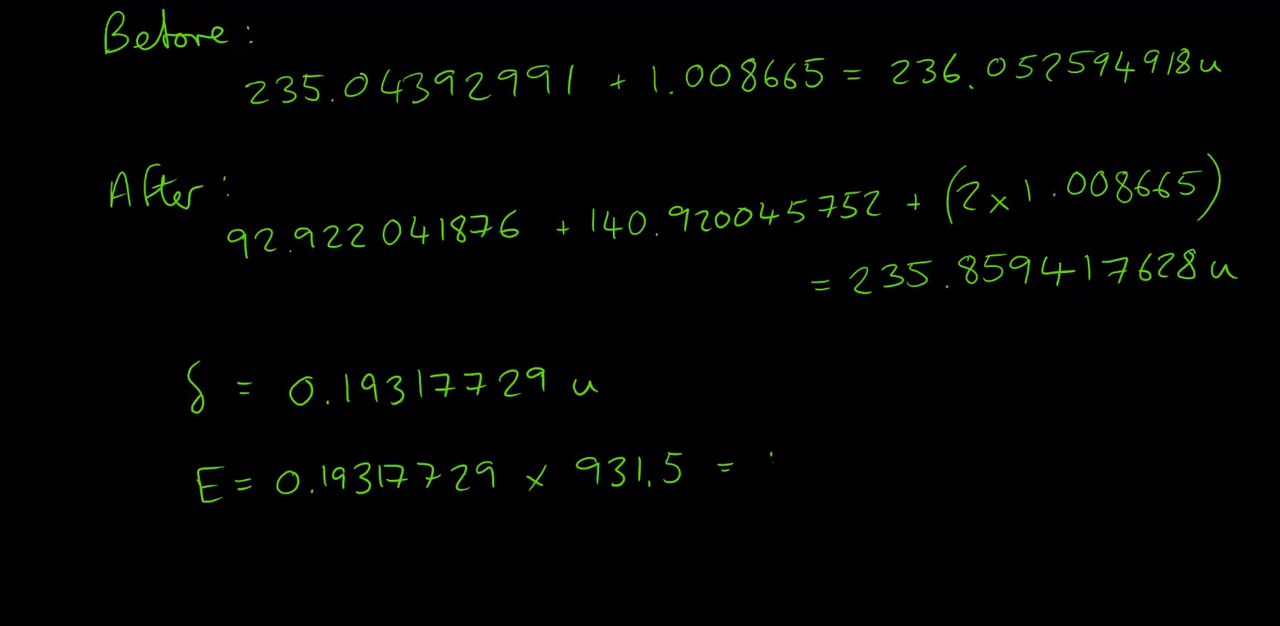 Before:
235.04392991 + 1.008665 = 236.052594918u
After:
92.922041876 + 140.920045752 + (2 × 1.008665)
= 235.859417628 u
δ = 0.19317729 u
E = 0.19317729 × 931.5 =